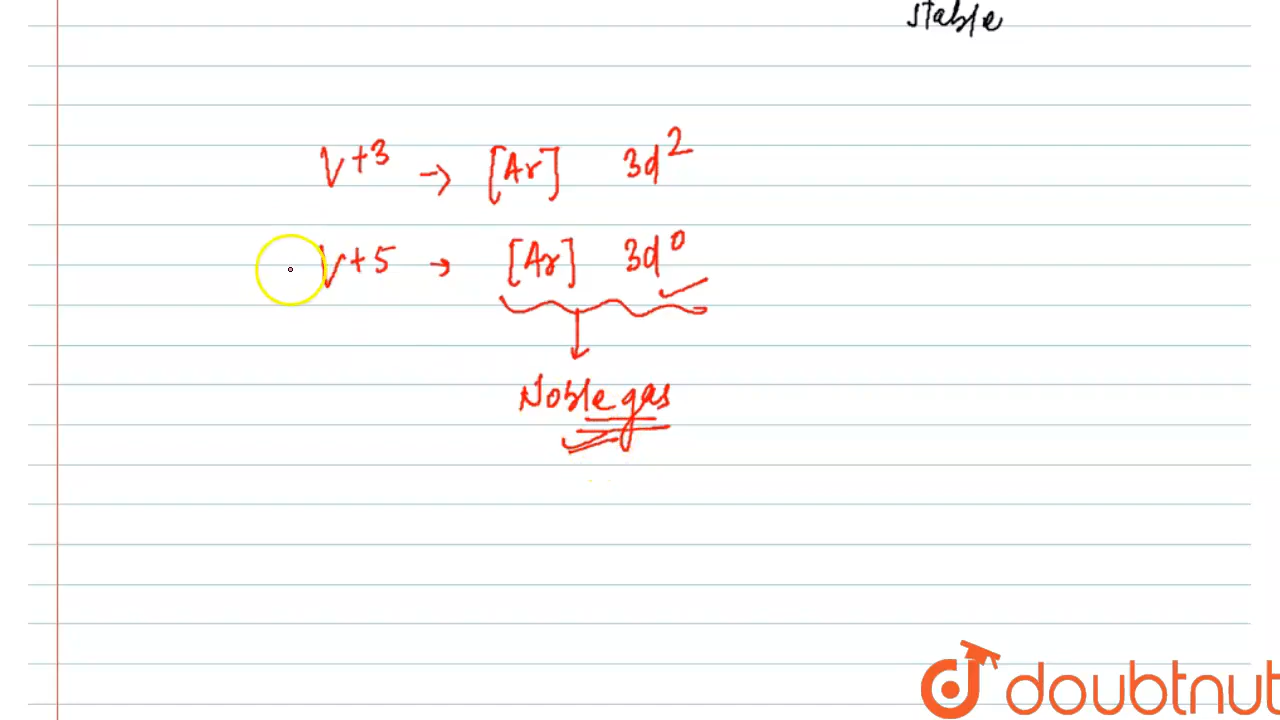 stable
V+3 → [Ar] 3d²
V+5 → [Ar] 3d⁰
Noble gas
doubtnut